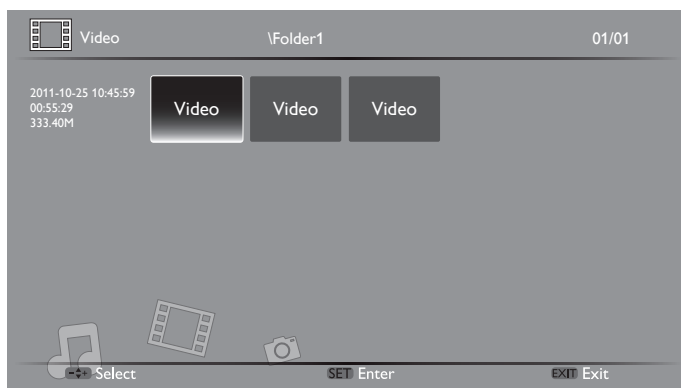 Video \Folder1 01/01
2011-10-25 10:45:59
00:55:29
333.40M
Video Video Video
Select SET Enter EXIT Exit